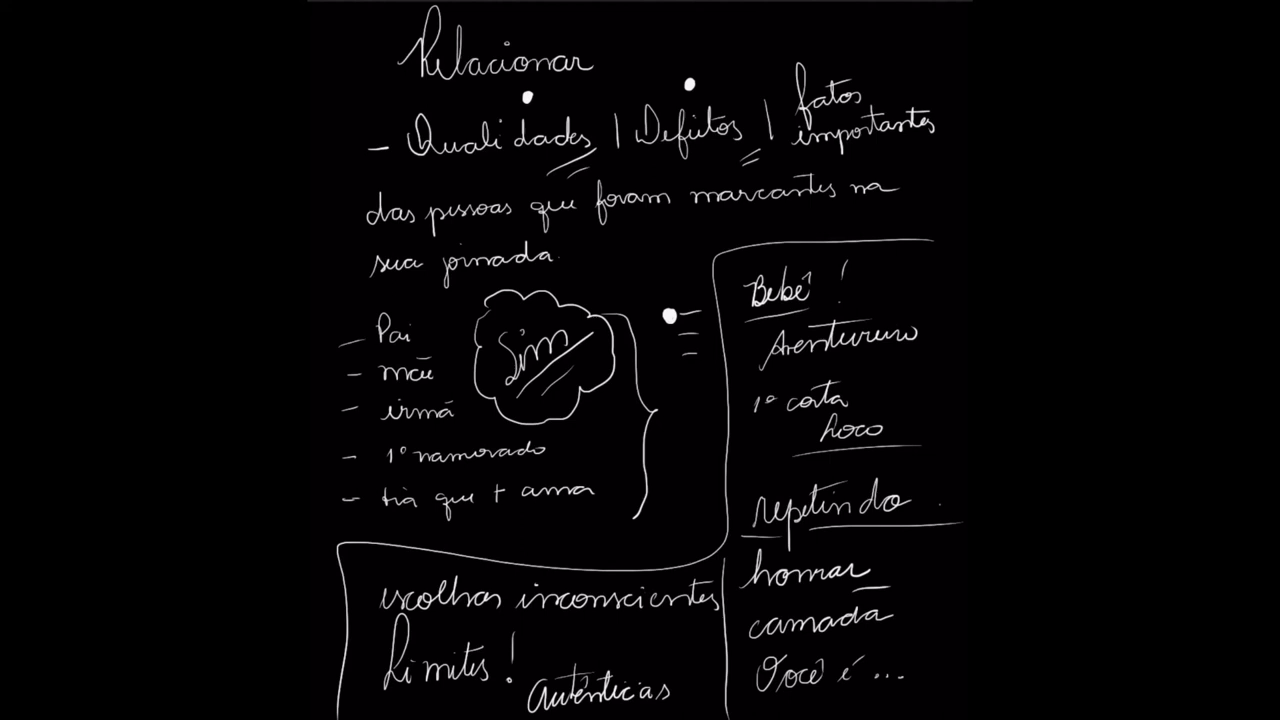 Relacionar
- Qualidades | Defeitos | fatos importantes
das pessoas que foram marcantes na
sua jornada.
- Pai
- mãe
- irmã
- 1º namorado
- tia que + ama
Sim
Bebê!
Aventureiro
1ª carta
louco
repetindo
honrar
camada
Você é...
escolhas inconscientes
Limites!
Autênticas